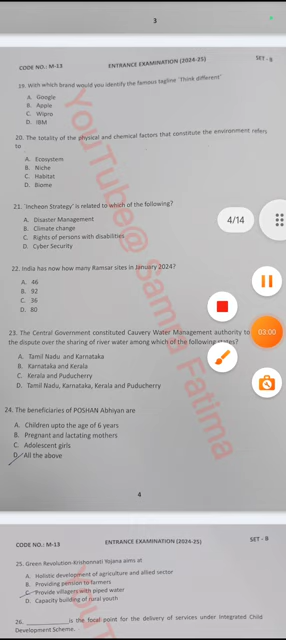 3
CODE NO.: M-13 ENTRANCE EXAMINATION (2024-25) SET - B
19. With which brand would you identify the famous tagline 'Think different'
A. Google
B. Apple
C. Wipro
D. IBM
20. The totality of the physical and chemical factors that constitute the environment refers
to
A. Ecosystem
B. Niche
C. Habitat
D. Biome
21. 'Incheon Strategy' is related to which of the following?
A. Disaster Management
B. Climate change
C. Rights of persons with disabilities
D. Cyber Security
4/14
22. India has now how many Ramsar sites in January 2024?
A. 46
B. 92
C. 36
D. 80
03:00
23. The Central Government constituted Cauvery Water Management authority to
the dispute over the sharing of river water among which of the following states?
A. Tamil Nadu and Karnataka
B. Karnataka and Kerala
C. Kerala and Puducherry
D. Tamil Nadu, Karnataka, Kerala and Puducherry
24. The beneficiaries of POSHAN Abhiyan are
A. Children upto the age of 6 years
B. Pregnant and lactating mothers
C. Adolescent girls
D. All the above
YouTube@ Samia Fatima
4
CODE NO.: M-13 ENTRANCE EXAMINATION (2024-25) SET - B
25. Green Revolution-Krishonnati Yojana aims at
A. Holistic development of agriculture and allied sector
B. Providing pension to farmers
C. Provide villagers with piped water
D. Capacity building of rural youth
26. is the focal point for the delivery of services under Integrated Child
Development Scheme.